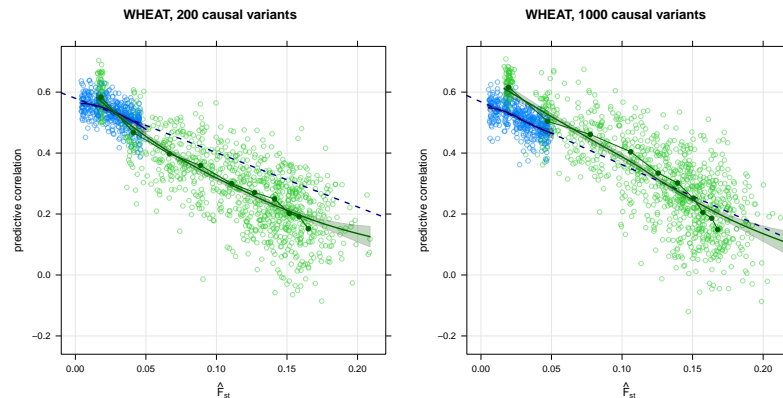 WHEAT, 200 causal variants
predictive correlation
0.6
0.4
0.2
0.0
−0.2
0.00 0.05 0.10 0.15 0.20
F̂st
WHEAT, 1000 causal variants
predictive correlation
0.6
0.4
0.2
0.0
−0.2
0.00 0.05 0.10 0.15 0.20
F̂st